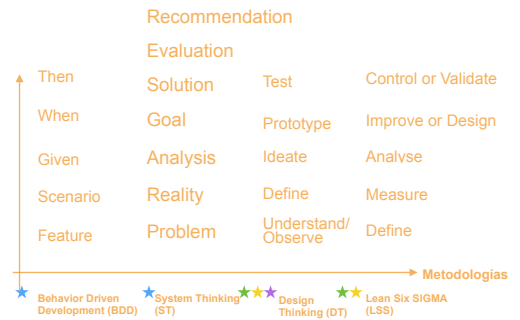 Recommendation
Evaluation
Then
Solution
Test
Control or Validate
When
Goal
Prototype
Improve or Design
Given
Analysis
Ideate
Analyse
Scenario
Reality
Define
Measure
Feature
Problem
Understand/
Observe
Define
Metodologías
Behavior Driven
Development (BDD)
System Thinking
(ST)
Design
Thinking (DT)
Lean Six SIGMA
(LSS)